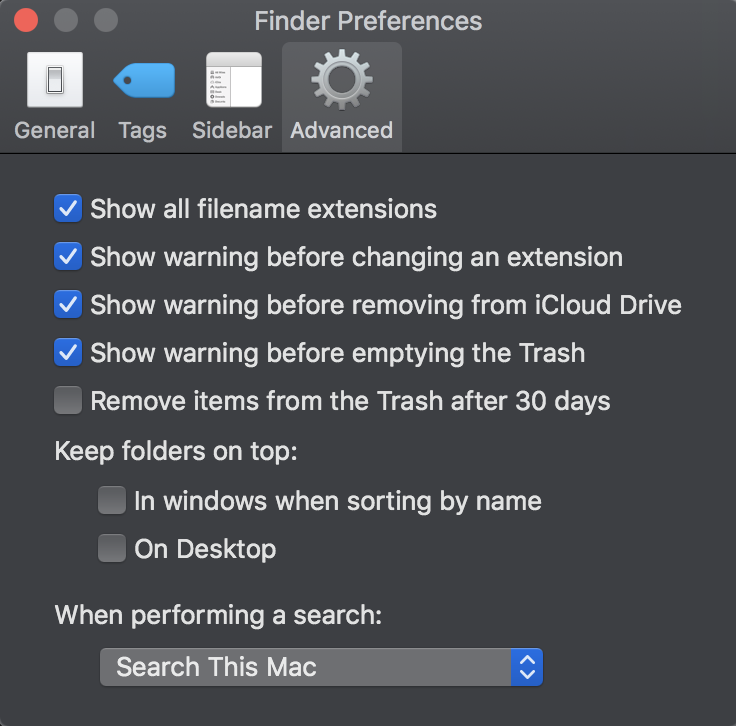 Finder Preferences
General Tags Sidebar Advanced
Show all filename extensions
Show warning before changing an extension
Show warning before removing from iCloud Drive
Show warning before emptying the Trash
Remove items from the Trash after 30 days
Keep folders on top:
In windows when sorting by name
On Desktop
When performing a search:
Search This Mac